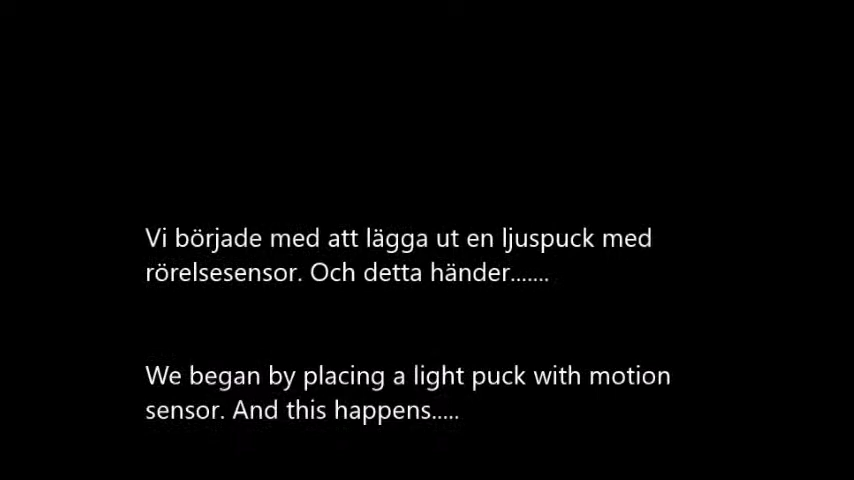 Vi började med att lägga ut en ljuspuck med
rörelsesensor. Och detta händer.......
We began by placing a light puck with motion
sensor. And this happens.....